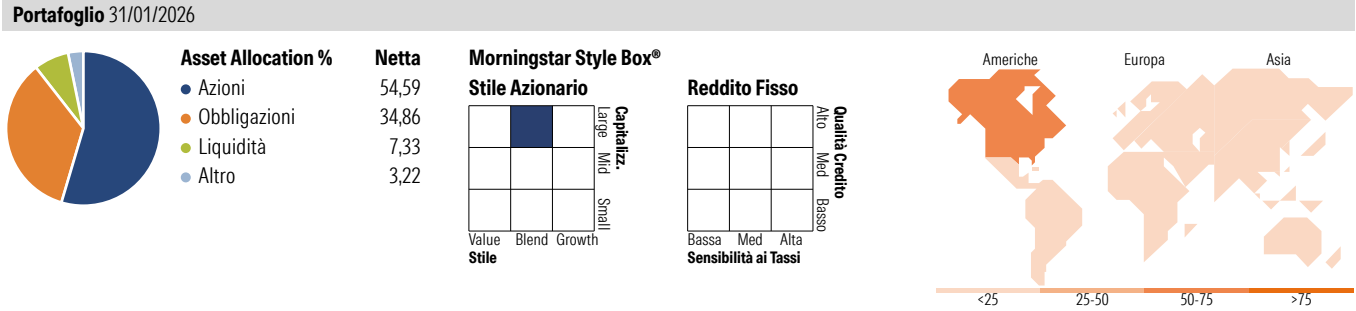 Portafoglio 31/01/2026
Asset Allocation % Netta
Azioni 54,59
Obbligazioni 34,86
Liquidità 7,33
Altro 3,22
Morningstar Style Box®
Stile Azionario
Large Mid Small
Capitalizz.
Value Blend Growth
Stile
Reddito Fisso
Alto Med Basso
Qualità Credito
Bassa Med Alta
Sensibilità ai Tassi
Americhe Europa Asia
<25 25-50 50-75 >75